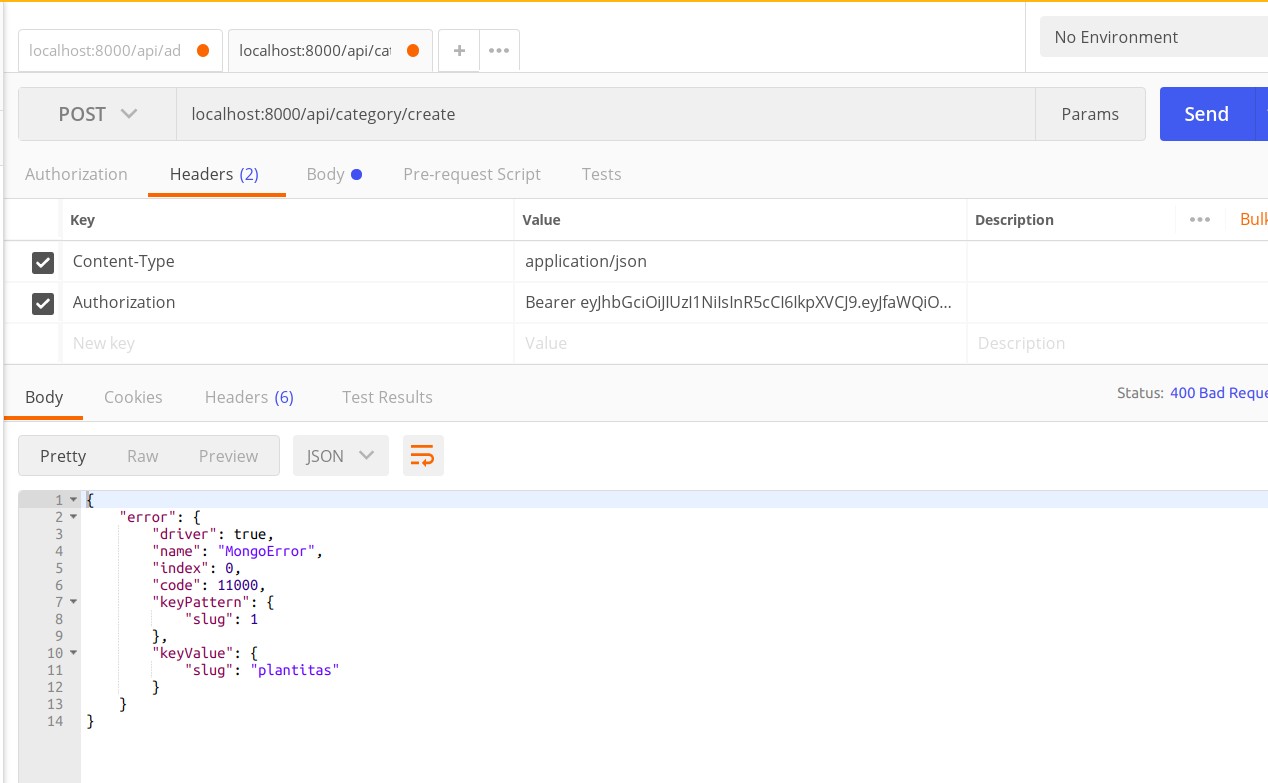 localhost:8000/api/ad
localhost:8000/api/cat
+ •••
No Environment
POST
localhost:8000/api/category/create
Params
Send
Authorization Headers (2) Body Pre-request Script Tests
Key Value Description ••• Bulk
Content-Type application/json
Authorization Bearer eyJhbGciOiJIUzI1NiIsInR5cCI6IkpXVCJ9.eyJfaWQiO...
New key Value Description
Body Cookies Headers (6) Test Results Status: 400 Bad Reque
Pretty Raw Preview JSON
1 {
2 "error": {
3 "driver": true,
4 "name": "MongoError",
5 "index": 0,
6 "code": 11000,
7 "keyPattern": {
8 "slug": 1
9 },
10 "keyValue": {
11 "slug": "plantitas"
12 }
13 }
14 }